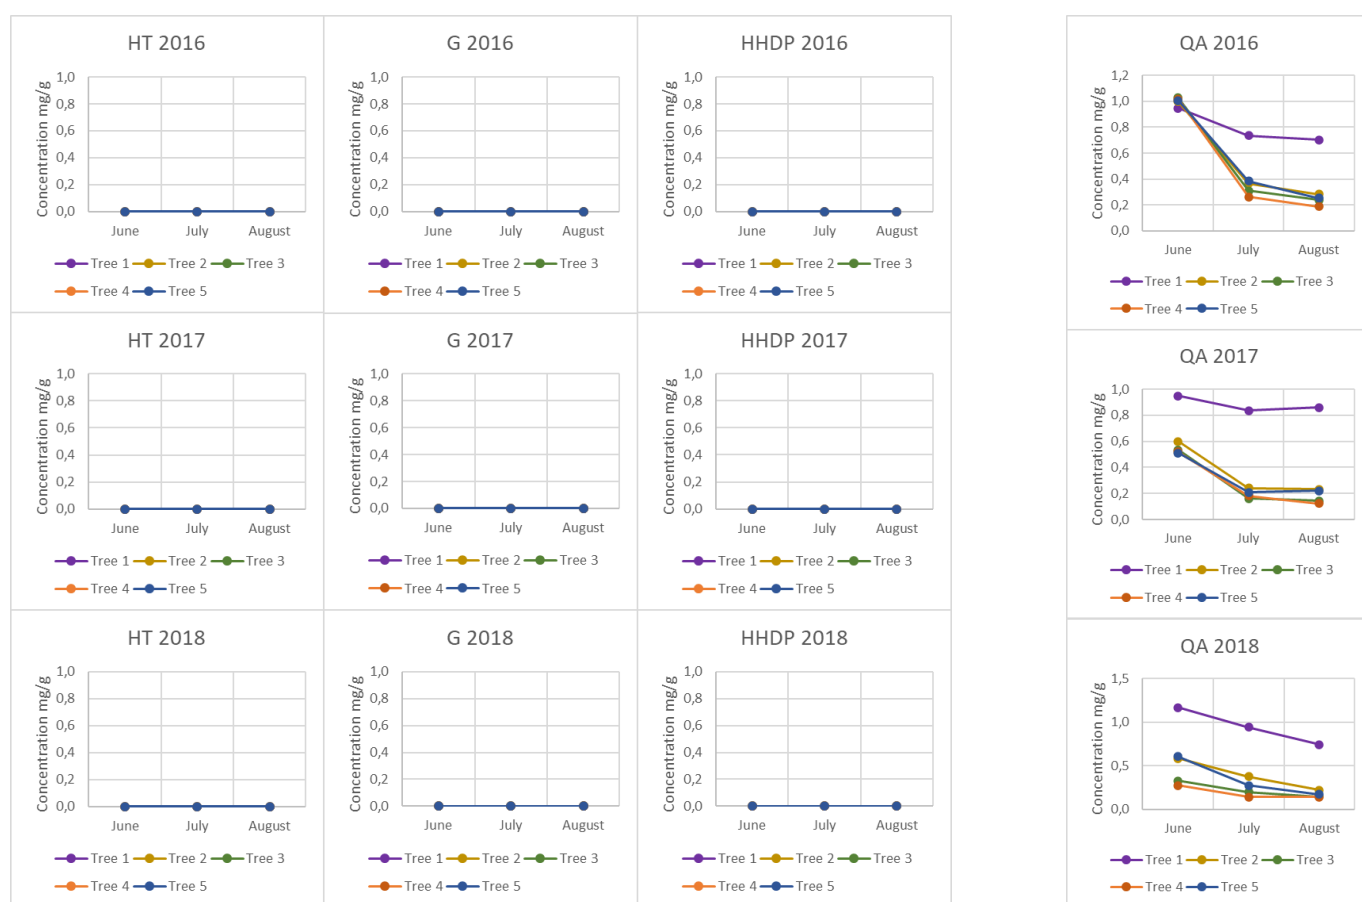 HT 2016
Concentration mg/g
1,0
0,8
0,6
0,4
0,2
0,0
June July August
Tree 1 Tree 2 Tree 3
Tree 4 Tree 5
G 2016
Concentration mg/g
1,0
0,8
0,6
0,4
0,2
0,0
June July August
Tree 1 Tree 2 Tree 3
Tree 4 Tree 5
HHDP 2016
Concentration mg/g
1,0
0,8
0,6
0,4
0,2
0,0
June July August
Tree 1 Tree 2 Tree 3
Tree 4 Tree 5
QA 2016
Concentration mg/g
1,2
1,0
0,8
0,6
0,4
0,2
0,0
June July August
Tree 1 Tree 2 Tree 3
Tree 4 Tree 5
HT 2017
Concentration mg/g
1,0
0,8
0,6
0,4
0,2
0,0
June July August
Tree 1 Tree 2 Tree 3
Tree 4 Tree 5
G 2017
Concentration mg/g
1,0
0,8
0,6
0,4
0,2
0,0
June July August
Tree 1 Tree 2 Tree 3
Tree 4 Tree 5
HHDP 2017
Concentration mg/g
1,0
0,8
0,6
0,4
0,2
0,0
June July August
Tree 1 Tree 2 Tree 3
Tree 4 Tree 5
QA 2017
Concentration mg/g
1,0
0,8
0,6
0,4
0,2
0,0
June July August
Tree 1 Tree 2 Tree 3
Tree 4 Tree 5
HT 2018
Concentration mg/g
1,0
0,8
0,6
0,4
0,2
0,0
June July August
Tree 1 Tree 2 Tree 3
Tree 4 Tree 5
G 2018
Concentration mg/g
1,0
0,8
0,6
0,4
0,2
0,0
June July August
Tree 1 Tree 2 Tree 3
Tree 4 Tree 5
HHDP 2018
Concentration mg/g
1,0
0,8
0,6
0,4
0,2
0,0
June July August
Tree 1 Tree 2 Tree 3
Tree 4 Tree 5
QA 2018
Concentration mg/g
1,5
1,0
0,5
0,0
June July August
Tree 1 Tree 2 Tree 3
Tree 4 Tree 5